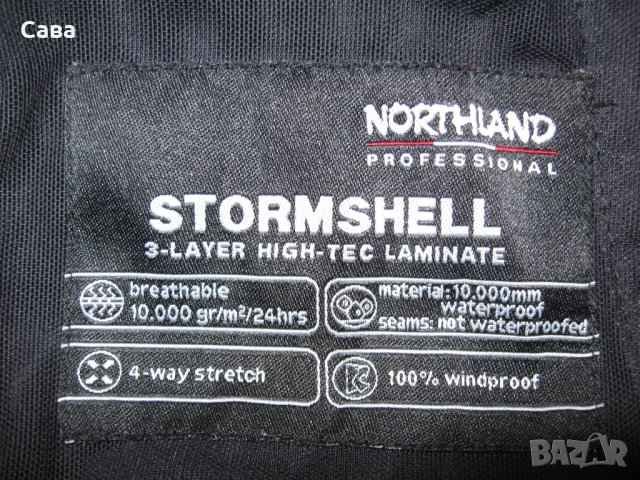 Сава
NORTHLAND
PROFESSIONAL
STORMSHELL
3-LAYER HIGH-TEC LAMINATE
breathable
10.000 gr/m²/24hrs
material: 10.000mm
waterproof
seams: not waterproofed
4-way stretch
100% windproof
BAZAR